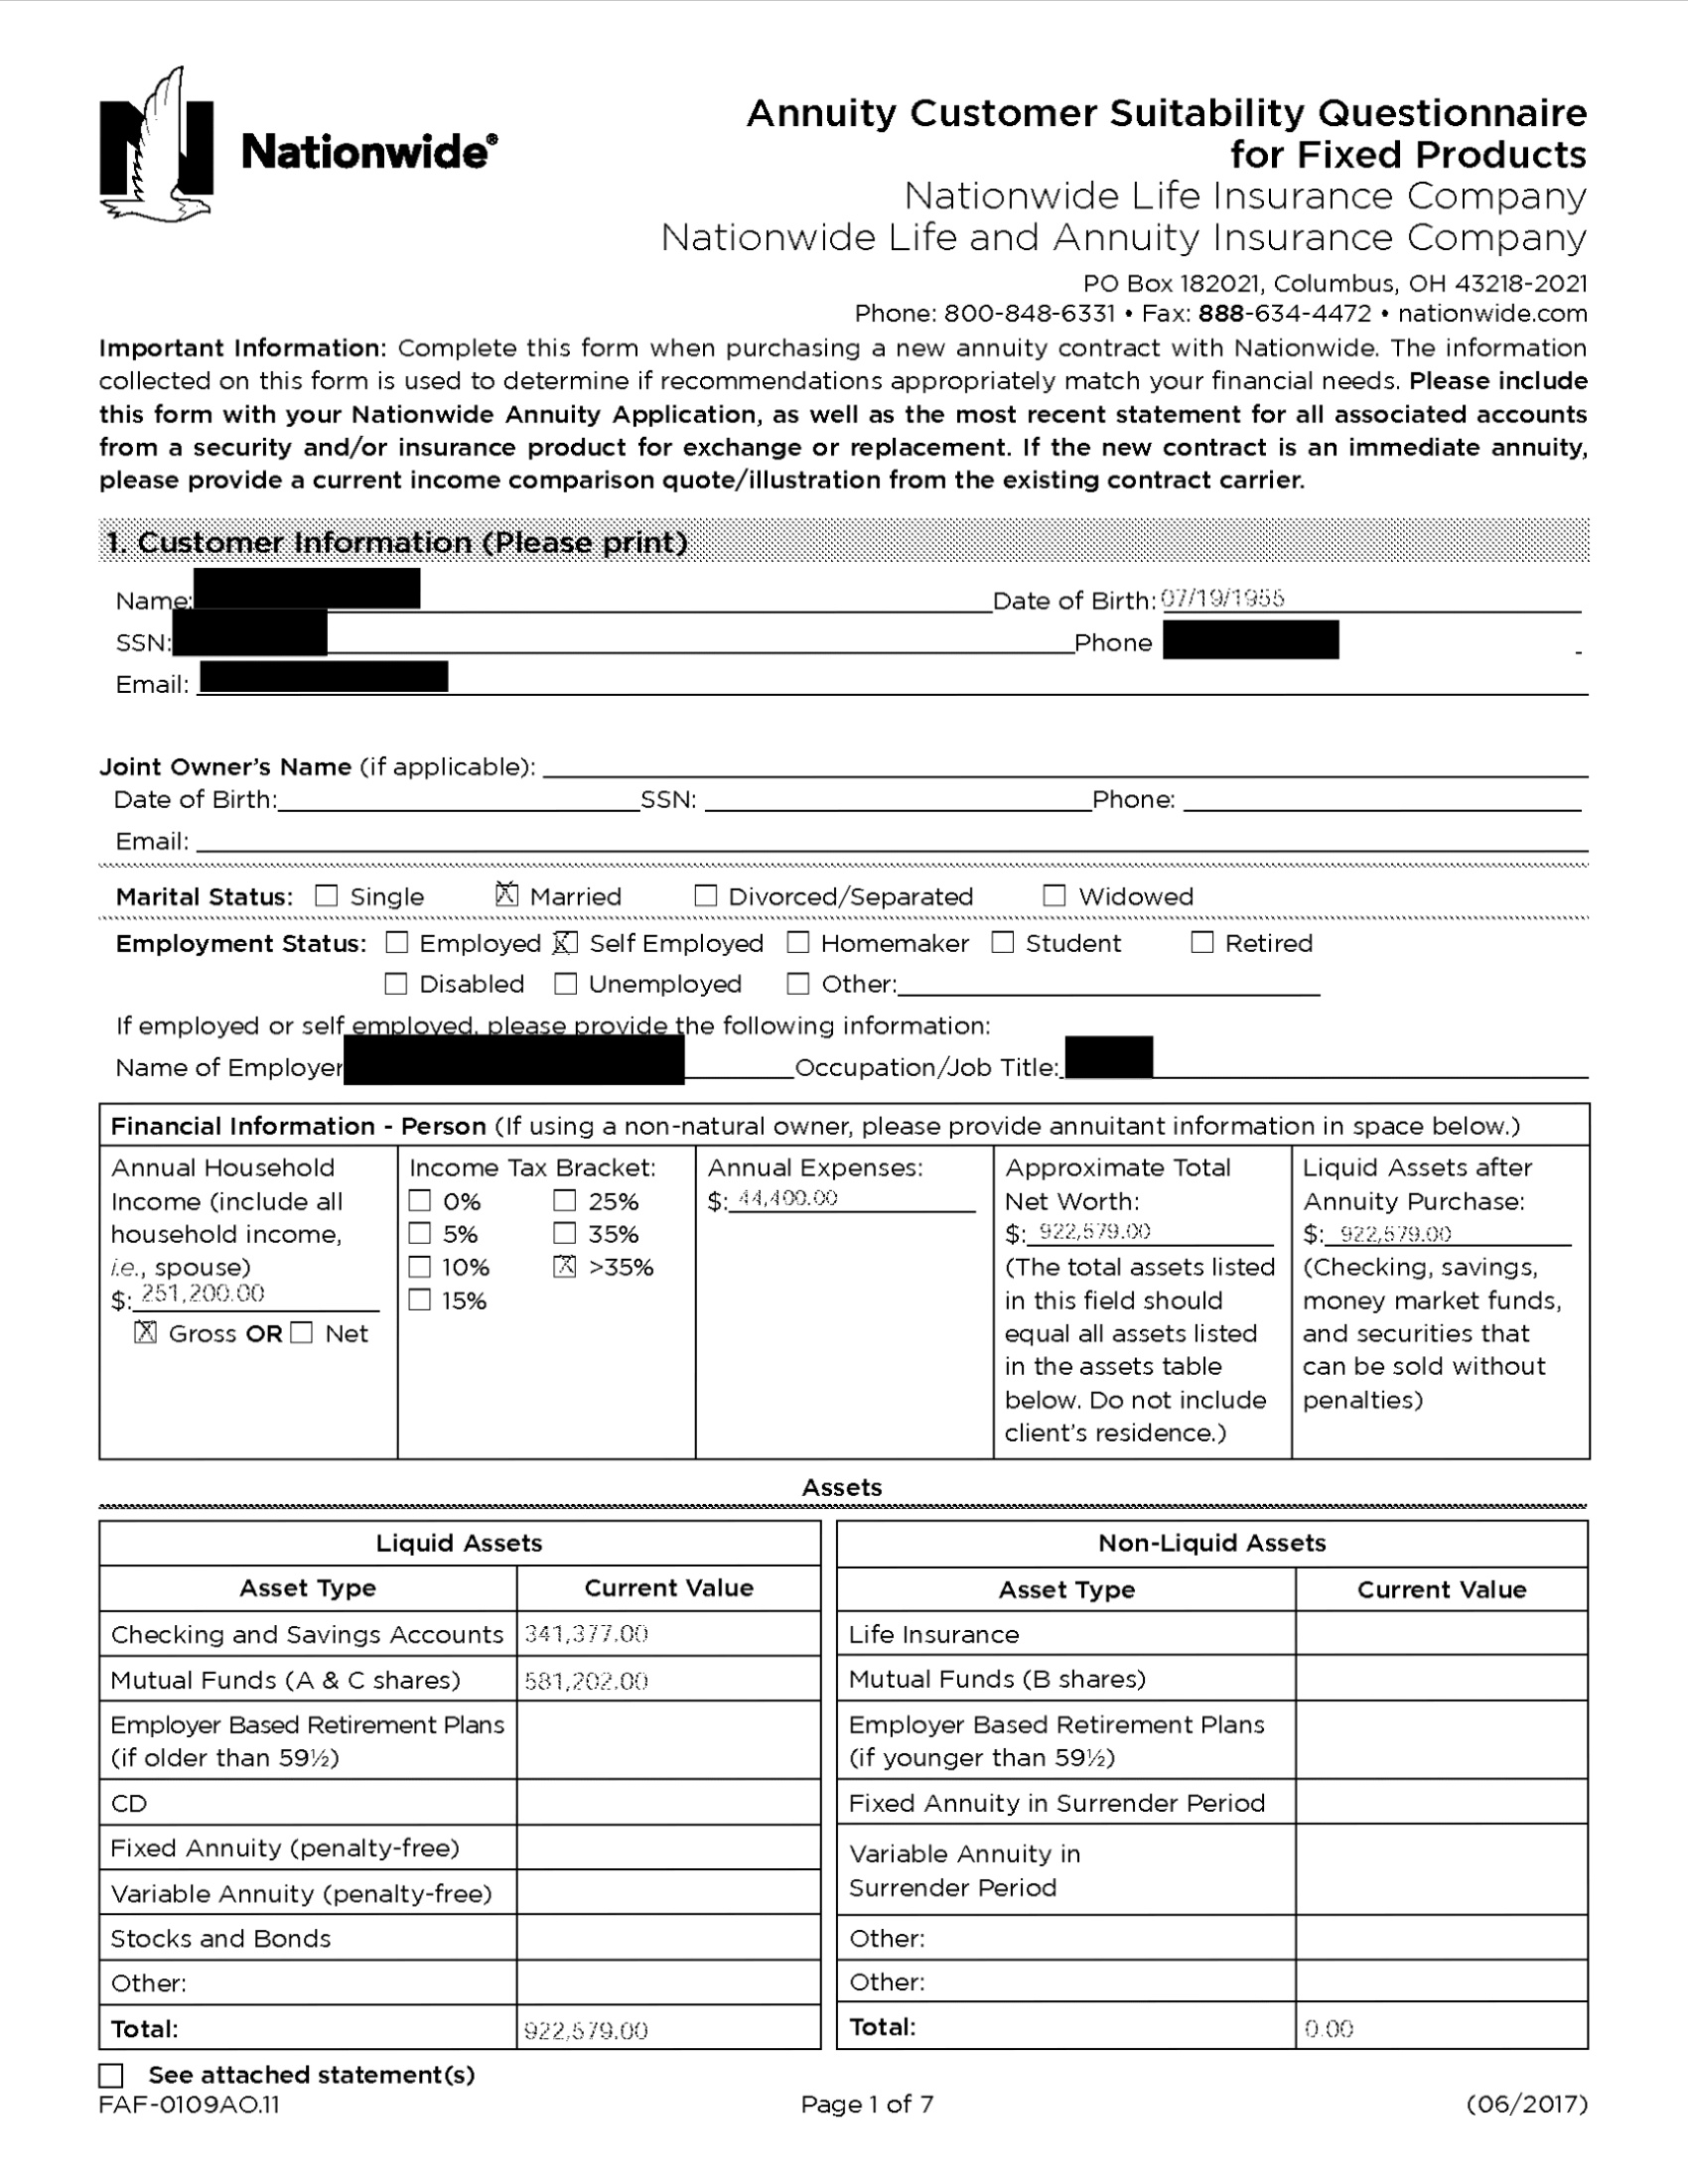 Nationwide®
Annuity Customer Suitability Questionnaire
for Fixed Products
Nationwide Life Insurance Company
Nationwide Life and Annuity Insurance Company
PO Box 182021, Columbus, OH 43218-2021
Phone: 800-848-6331 • Fax: 888-634-4472 • nationwide.com
Important Information: Complete this form when purchasing a new annuity contract with Nationwide. The information
collected on this form is used to determine if recommendations appropriately match your financial needs. Please include
this form with your Nationwide Annuity Application, as well as the most recent statement for all associated accounts
from a security and/or insurance product for exchange or replacement. If the new contract is an immediate annuity,
please provide a current income comparison quote/illustration from the existing contract carrier.
1. Customer Information (Please print)
Name: Date of Birth: 07/19/1955
SSN: Phone
Email:
Joint Owner's Name (if applicable):
Date of Birth: SSN: Phone:
Email:
Marital Status: ☐ Single ☒ Married ☐ Divorced/Separated ☐ Widowed
Employment Status: ☐ Employed ☒ Self Employed ☐ Homemaker ☐ Student ☐ Retired
☐ Disabled ☐ Unemployed ☐ Other:
If employed or self employed, please provide the following information:
Name of Employer Occupation/Job Title:
Financial Information - Person (If using a non-natural owner, please provide annuitant information in space below.)
Annual Household
Income (include all
household income,
i.e., spouse)
$: 251,200.00
☒ Gross OR ☐ Net
Income Tax Bracket:
☐ 0% ☐ 25%
☐ 5% ☐ 35%
☐ 10% ☒ >35%
☐ 15%
Annual Expenses:
$: 44,400.00
Approximate Total
Net Worth:
$: 922,579.00
(The total assets listed
in this field should
equal all assets listed
in the assets table
below. Do not include
client's residence.)
Liquid Assets after
Annuity Purchase:
$: 922,579.00
(Checking, savings,
money market funds,
and securities that
can be sold without
penalties)
Assets
Liquid Assets
Asset Type Current Value
Checking and Savings Accounts 341,377.00
Mutual Funds (A & C shares) 581,202.00
Employer Based Retirement Plans
(if older than 59½)
CD
Fixed Annuity (penalty-free)
Variable Annuity (penalty-free)
Stocks and Bonds
Other:
Total: 922,579.00
Non-Liquid Assets
Asset Type Current Value
Life Insurance
Mutual Funds (B shares)
Employer Based Retirement Plans
(if younger than 59½)
Fixed Annuity in Surrender Period
Variable Annuity in
Surrender Period
Other:
Other:
Total: 0.00
☐ See attached statement(s)
FAF-0109AO.11 Page 1 of 7 (06/2017)